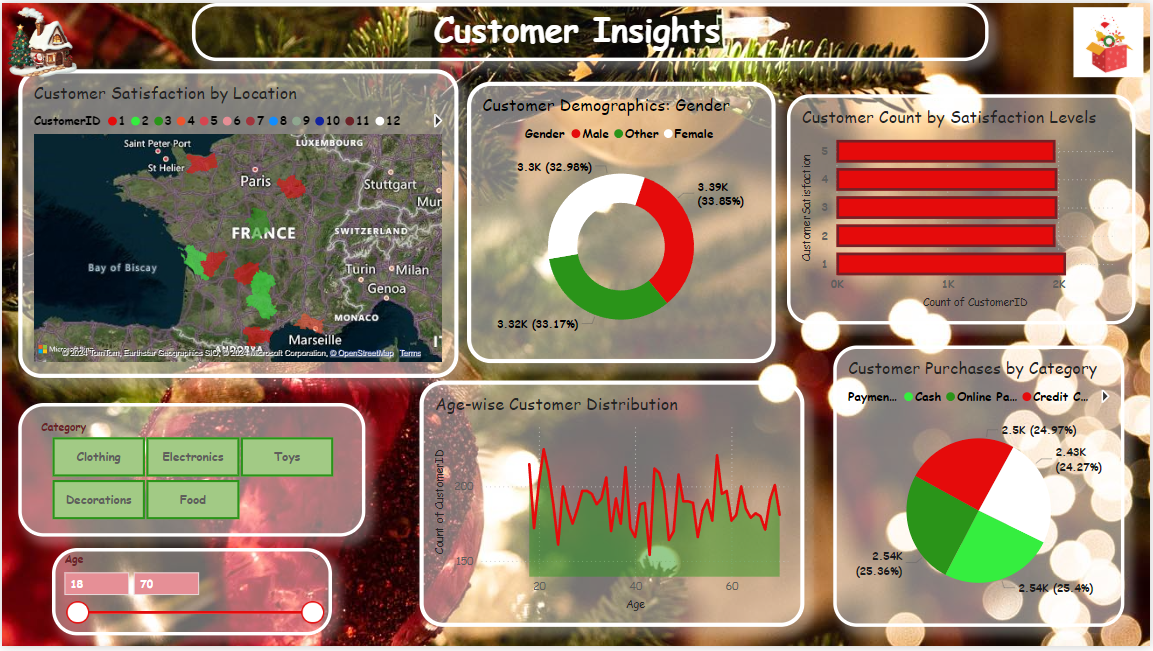 Customer Insights
Customer Satisfaction by Location
CustomerID 1 2 3 4 5 6 7 8 9 10 11 12
Saint Peter Port
LUXEMBOURG
St Helier
Paris
Stuttgart
Mur
FRANCE
SWITZERLAND
Bay of Biscay
Turin
Milan
Genoa
MONACO
Marseille
ANDORRA
IT
© 2024 TomTom, Earthstar Geographics SIO, © 2024 Microsoft Corporation, © OpenStreetMap Terms
Customer Demographics: Gender
Gender Male Other Female
3.3K (32.98%)
3.39K
(33.85%)
3.32K (33.17%)
Customer Count by Satisfaction Levels
CustomerSatisfaction
5
4
3
2
1
0K 1K 2K
Count of CustomerID
Category
Clothing Electronics Toys
Decorations Food
Age
18 70
Age-wise Customer Distribution
Count of CustomerID
200
150
20 40 60
Age
Customer Purchases by Category
Paymen... Cash Online Pa... Credit C...
2.5K (24.97%)
2.43K
(24.27%)
2.54K
(25.36%)
2.54K (25.4%)